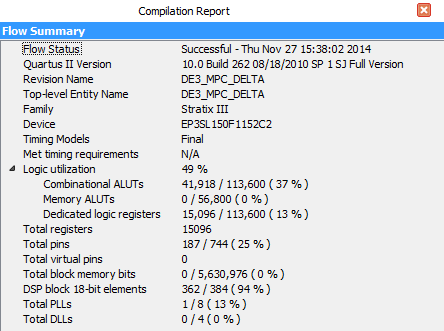 Compilation Report
Flow Summary
Flow Status Successful - Thu Nov 27 15:38:02 2014
Quartus II Version 10.0 Build 262 08/18/2010 SP 1 SJ Full Version
Revision Name DE3_MPC_DELTA
Top-level Entity Name DE3_MPC_DELTA
Family Stratix III
Device EP3SL150F1152C2
Timing Models Final
Met timing requirements N/A
Logic utilization 49 %
Combinational ALUTs 41,918 / 113,600 ( 37 % )
Memory ALUTs 0 / 56,800 ( 0 % )
Dedicated logic registers 15,096 / 113,600 ( 13 % )
Total registers 15096
Total pins 187 / 744 ( 25 % )
Total virtual pins 0
Total block memory bits 0 / 5,630,976 ( 0 % )
DSP block 18-bit elements 362 / 384 ( 94 % )
Total PLLs 1 / 8 ( 13 % )
Total DLLs 0 / 4 ( 0 % )